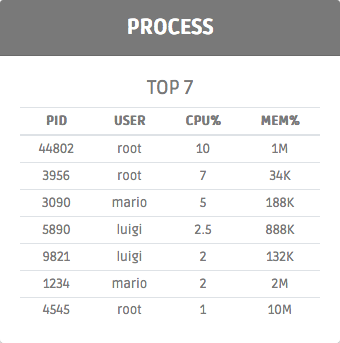 PROCESS
TOP 7
PID USER CPU% MEM%
44802 root 10 1M
3956 root 7 34K
3090 mario 5 188K
5890 luigi 2.5 888K
9821 luigi 2 132K
1234 mario 2 2M
4545 root 1 10M